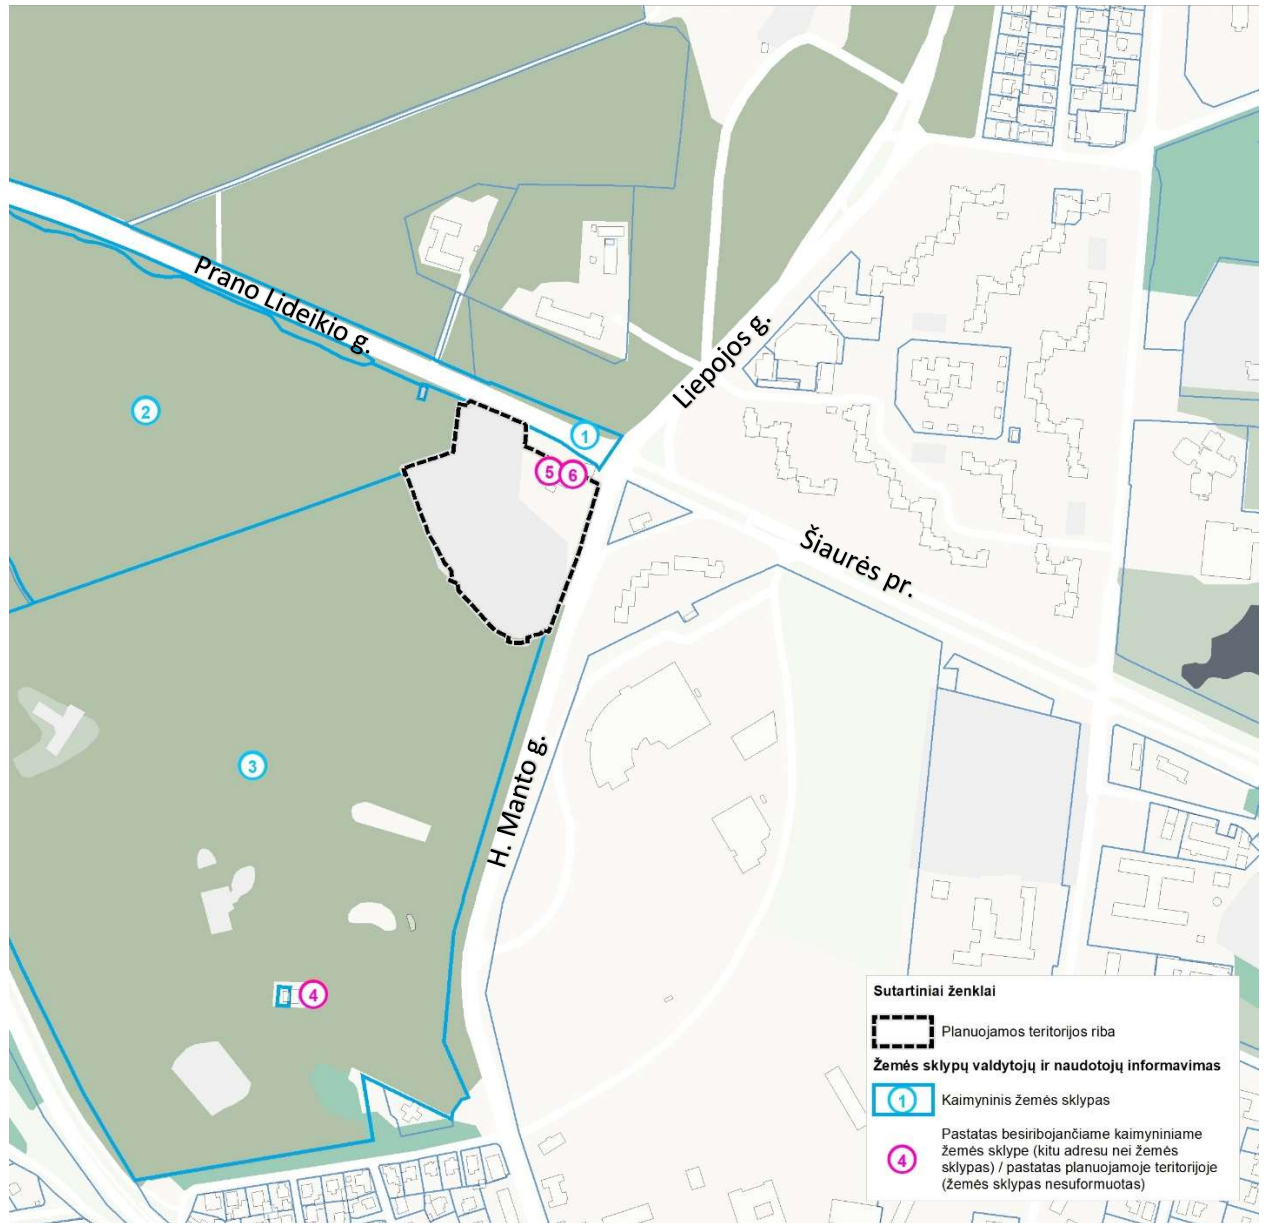 Prano Lideikio g.
Liepojos g.
2
1
5
6
Šiaurės pr.
3
H. Manto g.
4
Sutartiniai ženklai
Planuojamos teritorijos riba
Žemės sklypų valdytojų ir naudotojų informavimas
1
Kaimyninis žemės sklypas
4
Pastatas besiribojančiame kaimyniniame
žemės sklype (kitu adresu nei žemės
sklypas) / pastatas planuojamoje teritorijoje
(žemės sklypas nesuformuotas)